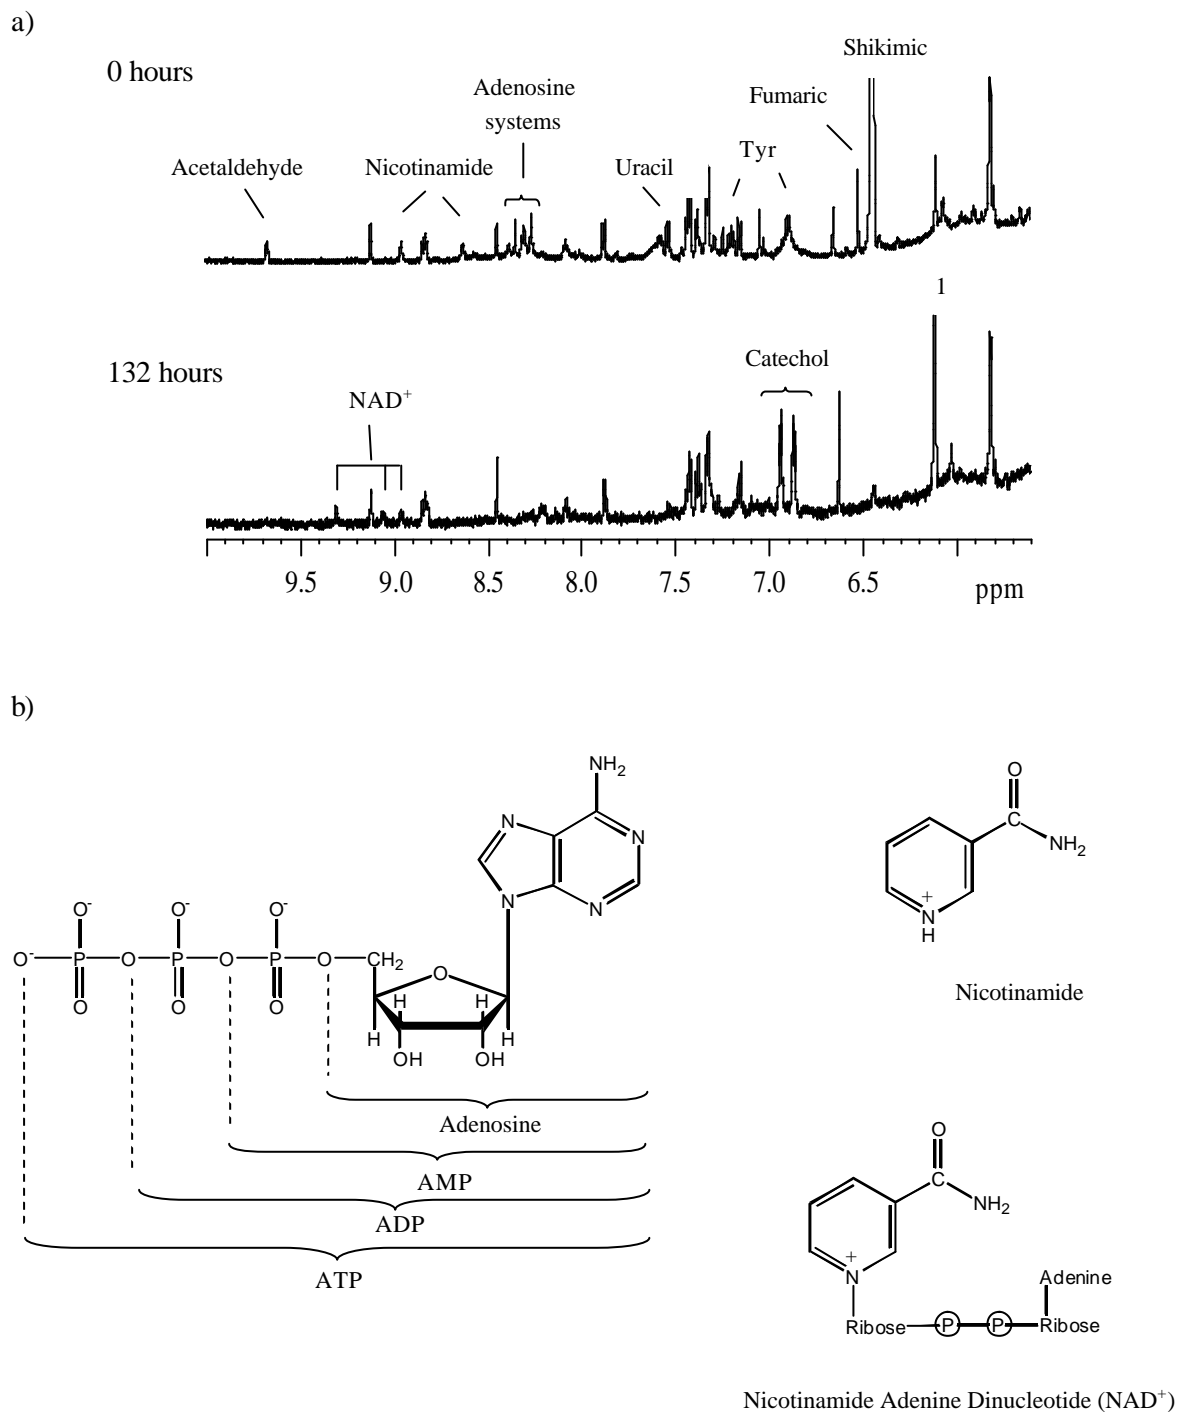 a)
0 hours
Acetaldehyde
Nicotinamide
Adenosine
systems
Uracil
Tyr
Fumaric
Shikimic
132 hours
NAD+
Catechol
1
9.5 9.0 8.5 8.0 7.5 7.0 6.5 ppm
b)
NH2
N N
N N
O- O- O-
O- P O P O P O CH2
O O O
O
H H
H H
OH OH
Adenosine
AMP
ADP
ATP
O
C
NH2
+
N
H
Nicotinamide
O
C
NH2
+
N
Adenine
Ribose P P Ribose
Nicotinamide Adenine Dinucleotide (NAD+)